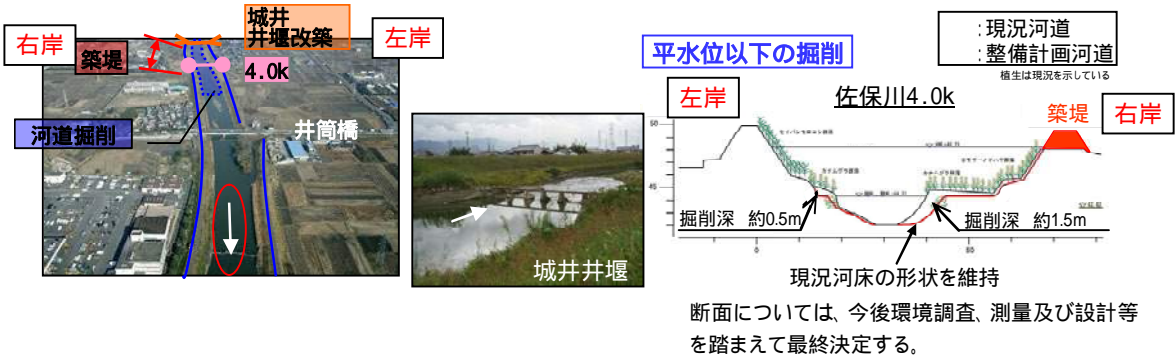 右岸
築堤
城井
井堰改築
左岸
4.0k
河道掘削
井筒橋
城井井堰
平水位以下の掘削
:現況河道
:整備計画河道
植生は現況を示している
左岸
佐保川4.0k
築堤
右岸
50
45
掘削深 約0.5m
掘削深 約1.5m
0
現況河床の形状を維持
断面については、今後環境調査、測量及び設計等
を踏まえて最終決定する。